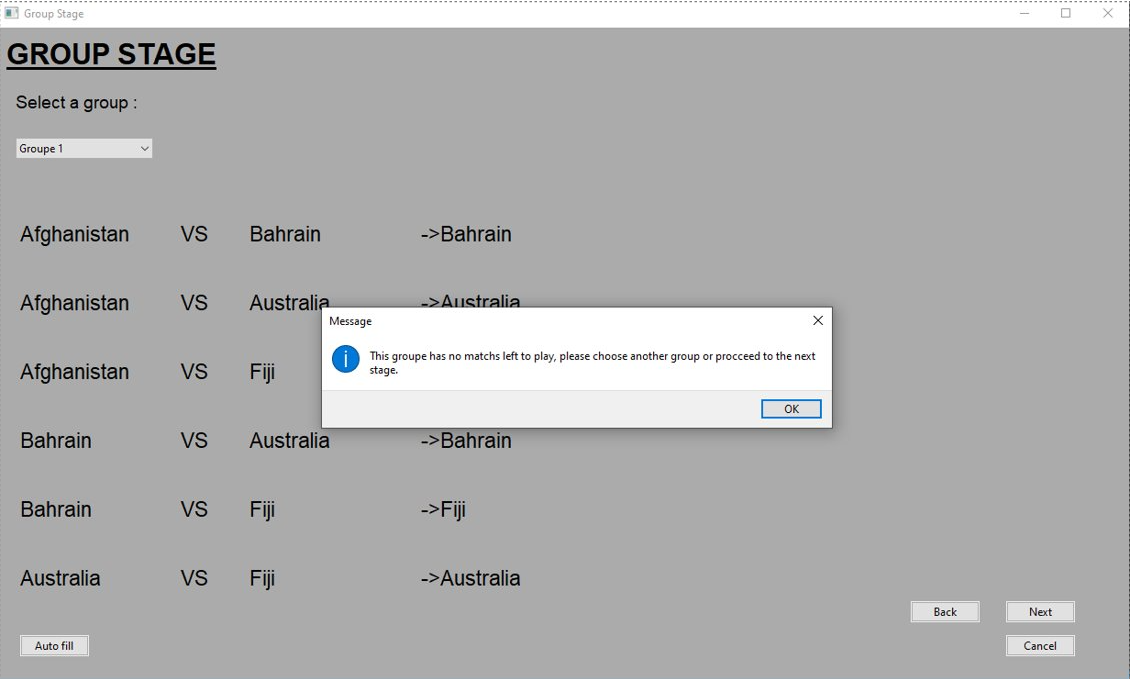 Group Stage
GROUP STAGE
Select a group :
Groupe 1
Afghanistan VS Bahrain ->Bahrain
Afghanistan VS Australia ->Australia
Message
This groupe has no matchs left to play, please choose another group or procceed to the next
stage.
OK
Afghanistan VS Fiji
Bahrain VS Australia ->Bahrain
Bahrain VS Fiji ->Fiji
Australia VS Fiji ->Australia
Back Next
Auto fill Cancel